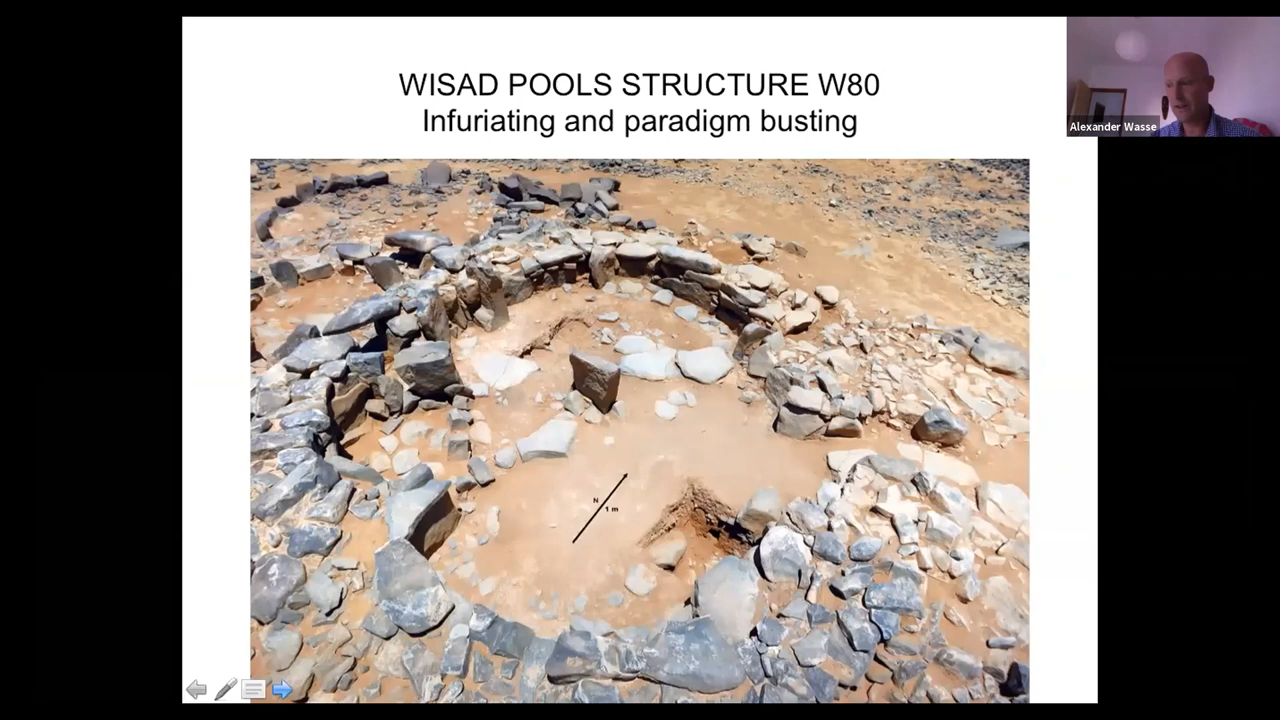 WISAD POOLS STRUCTURE W80
Infuriating and paradigm busting
Alexander Wasse
N
1 m